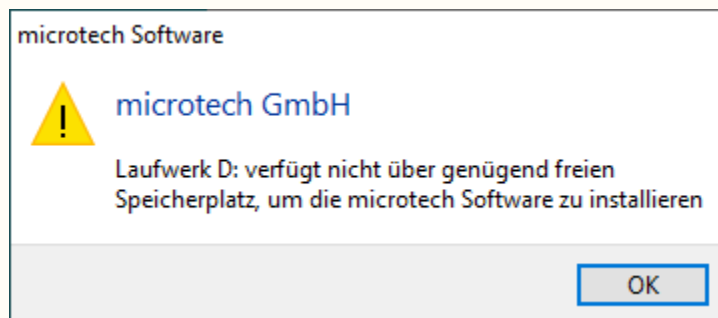 microtech Software
!
microtech GmbH
Laufwerk D: verfügt nicht über genügend freien
Speicherplatz, um die microtech Software zu installieren
OK